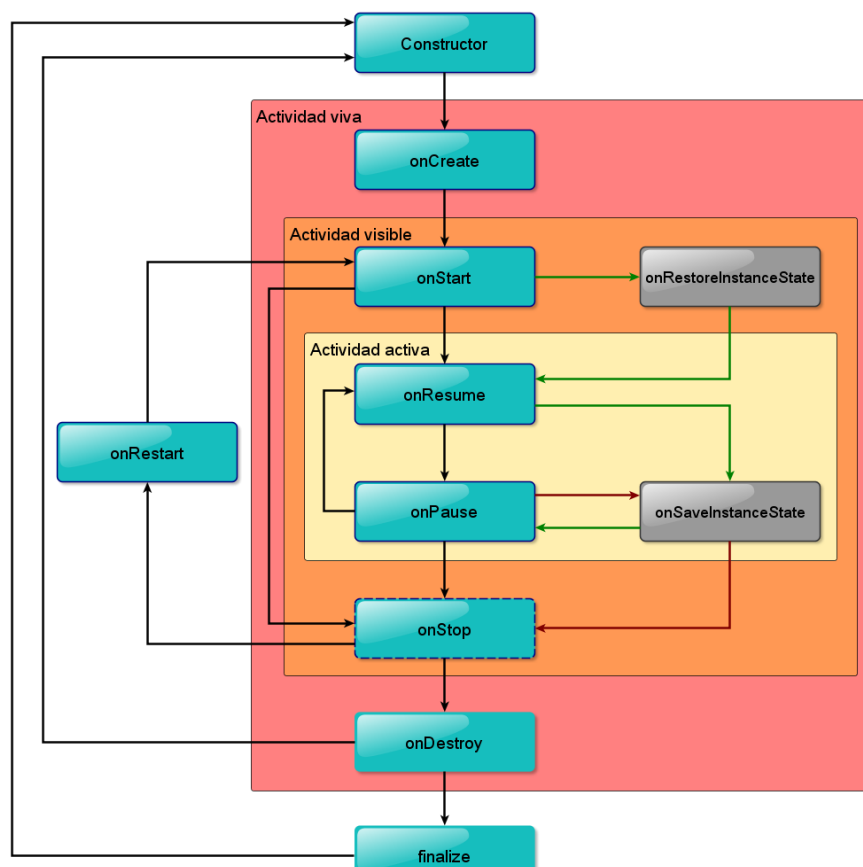 Constructor
Actividad viva
onCreate
Actividad visible
onStart
onRestoreInstanceState
Actividad activa
onResume
onRestart
onPause
onSaveInstanceState
onStop
onDestroy
finalize